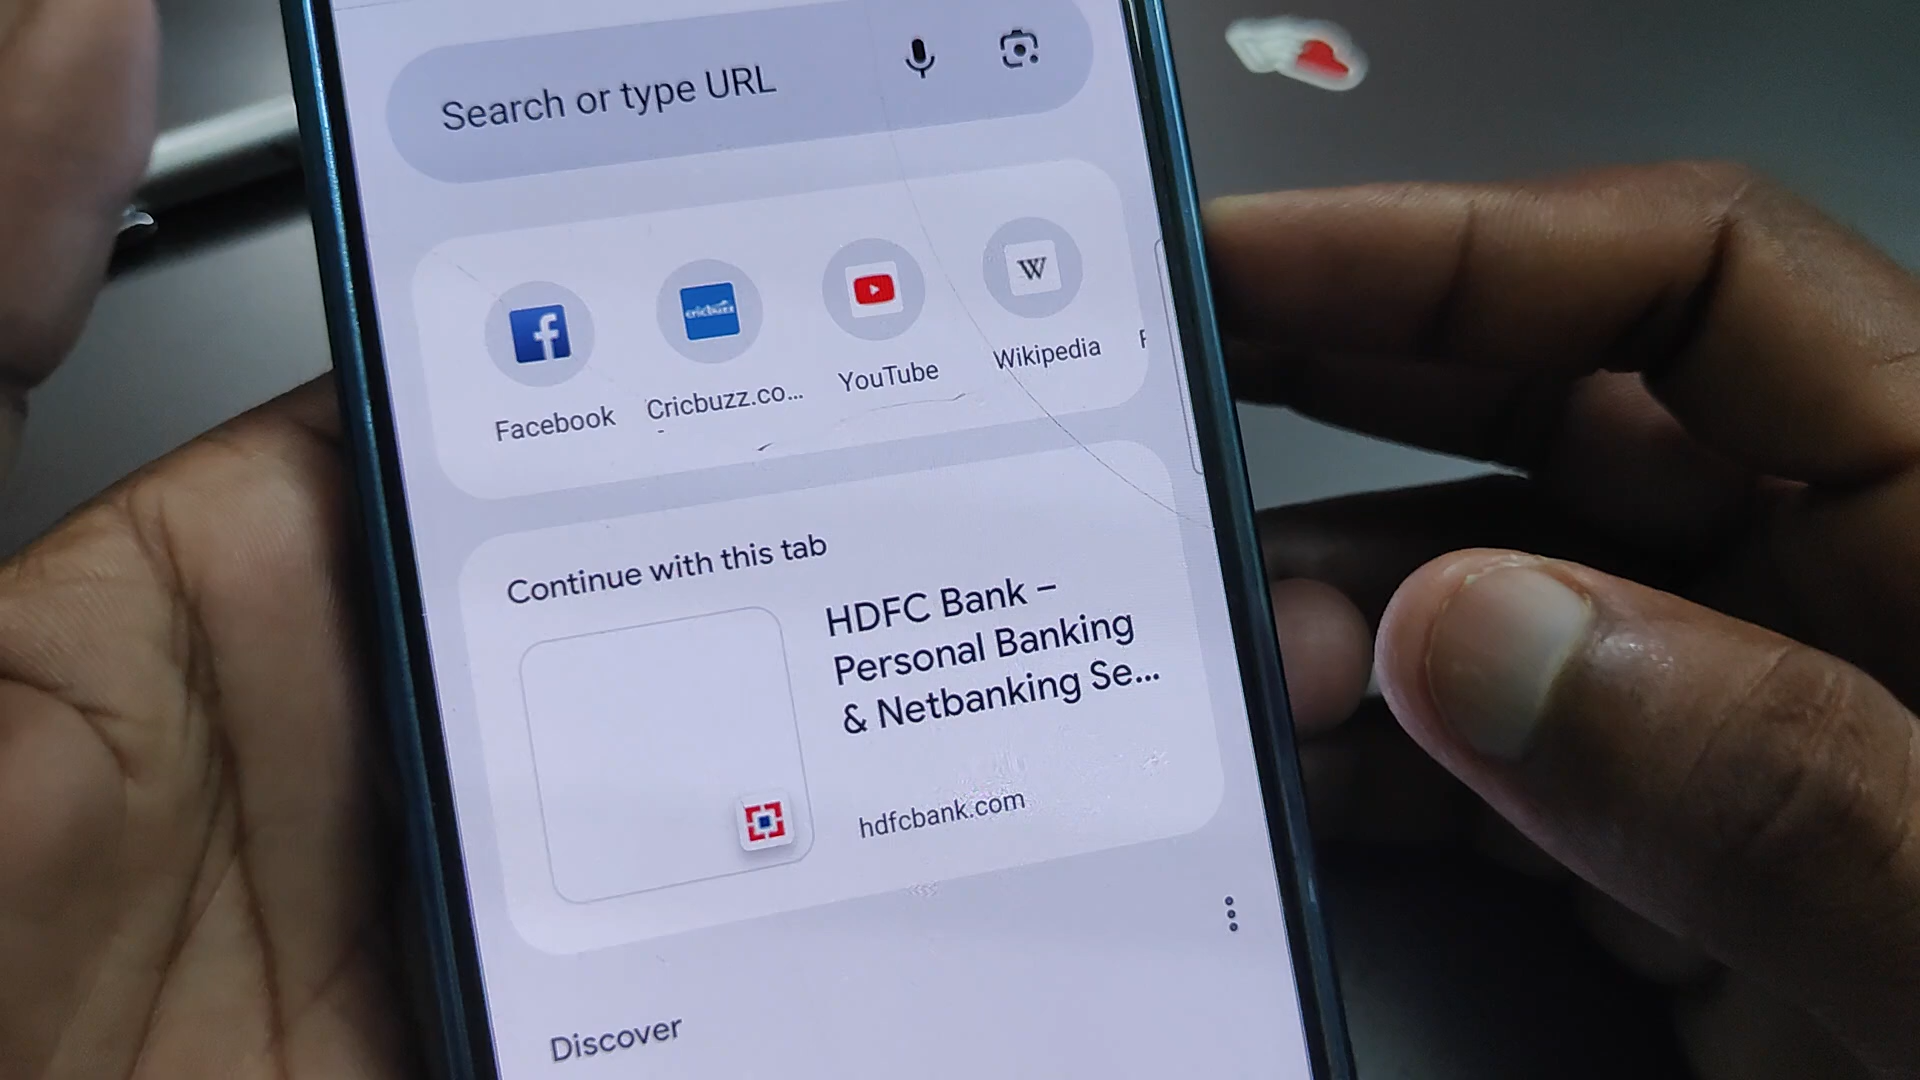 Search or type URL
cricbuzz
W
Facebook
Cricbuzz.co...
YouTube
Wikipedia
F
Continue with this tab
HDFC Bank –
Personal Banking
& Netbanking Se...
hdfcbank.com
Discover